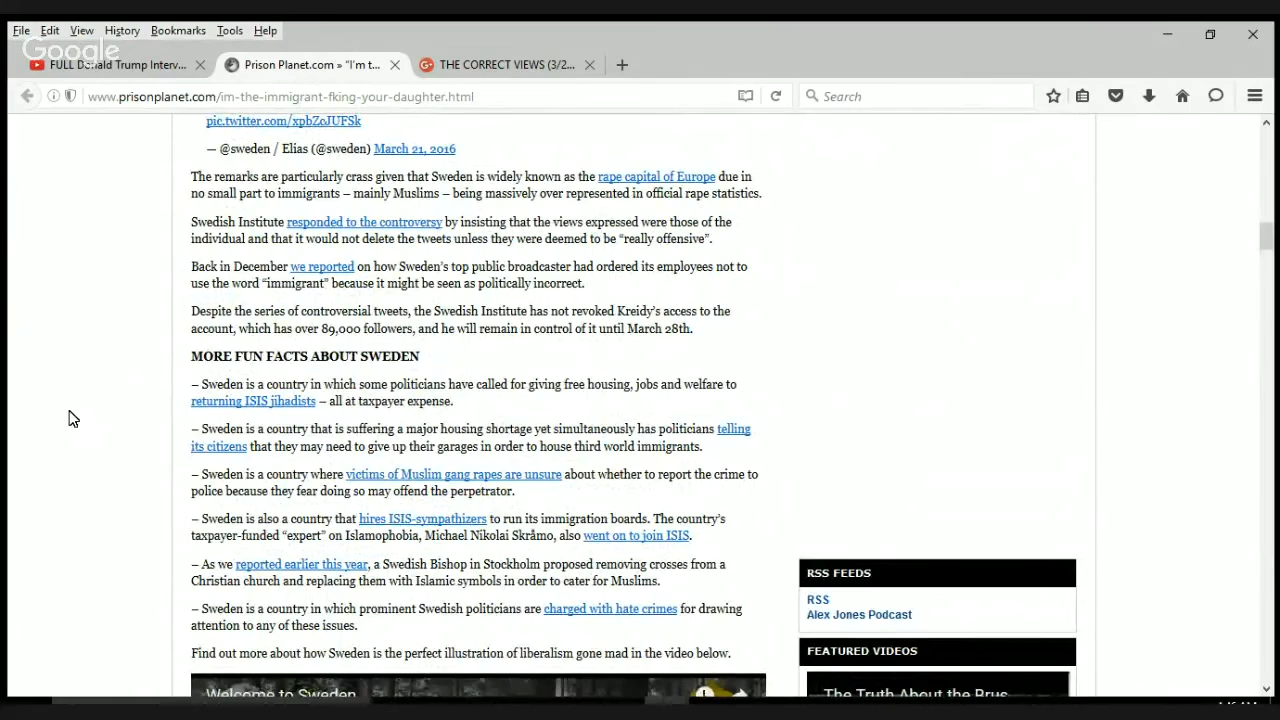 File Edit View History Bookmarks Tools Help
Google
FULL Donald Trump Interv...
Prison Planet.com » "I'm t...
THE CORRECT VIEWS (3/2...
www.prisonplanet.com/im-the-immigrant-fking-your-daughter.html
Search
pic.twitter.com/xpbZcJUFSk
— @sweden / Elias (@sweden) March 21, 2016
The remarks are particularly crass given that Sweden is widely known as the rape capital of Europe due in
no small part to immigrants – mainly Muslims – being massively over represented in official rape statistics.
Swedish Institute responded to the controversy by insisting that the views expressed were those of the
individual and that it would not delete the tweets unless they were deemed to be “really offensive”.
Back in December we reported on how Sweden’s top public broadcaster had ordered its employees not to
use the word “immigrant” because it might be seen as politically incorrect.
Despite the series of controversial tweets, the Swedish Institute has not revoked Kreidy’s access to the
account, which has over 89,000 followers, and he will remain in control of it until March 28th.
MORE FUN FACTS ABOUT SWEDEN
– Sweden is a country in which some politicians have called for giving free housing, jobs and welfare to
returning ISIS jihadists – all at taxpayer expense.
– Sweden is a country that is suffering a major housing shortage yet simultaneously has politicians telling
its citizens that they may need to give up their garages in order to house third world immigrants.
– Sweden is a country where victims of Muslim gang rapes are unsure about whether to report the crime to
police because they fear doing so may offend the perpetrator.
– Sweden is also a country that hires ISIS-sympathizers to run its immigration boards. The country’s
taxpayer-funded “expert” on Islamophobia, Michael Nikolai Skråmo, also went on to join ISIS.
– As we reported earlier this year, a Swedish Bishop in Stockholm proposed removing crosses from a
Christian church and replacing them with Islamic symbols in order to cater for Muslims.
– Sweden is a country in which prominent Swedish politicians are charged with hate crimes for drawing
attention to any of these issues.
Find out more about how Sweden is the perfect illustration of liberalism gone mad in the video below.
Welcome to Sweden
RSS FEEDS
RSS
Alex Jones Podcast
FEATURED VIDEOS
The Truth About the Brus